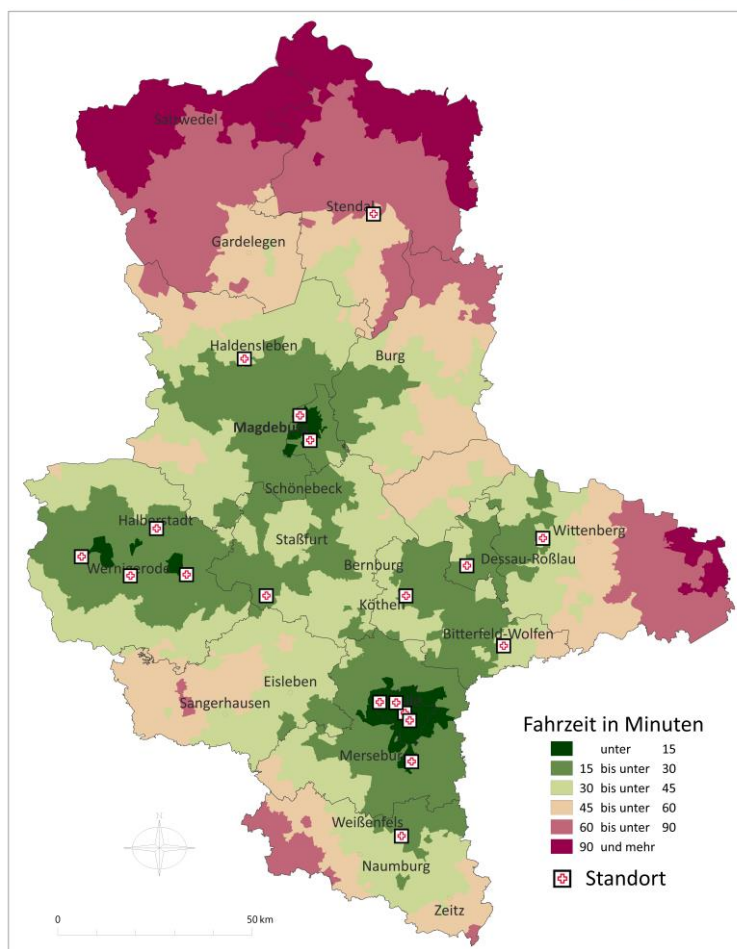 Salzwedel
Stendal
Gardelegen
Haldensleben
Burg
Magdebu
Schönebeck
Halberstadt
Staßfurt
Wittenberg
Wernigerode
Bernburg
Dessau-Roßlau
Köthen
Bitterfeld-Wolfen
Eisleben
Sangerhausen
Merseburg
Weißenfels
Naumburg
Zeitz
Fahrzeit in Minuten
unter 15
15 bis unter 30
30 bis unter 45
45 bis unter 60
60 bis unter 90
90 und mehr
Standort
N
0 50 km